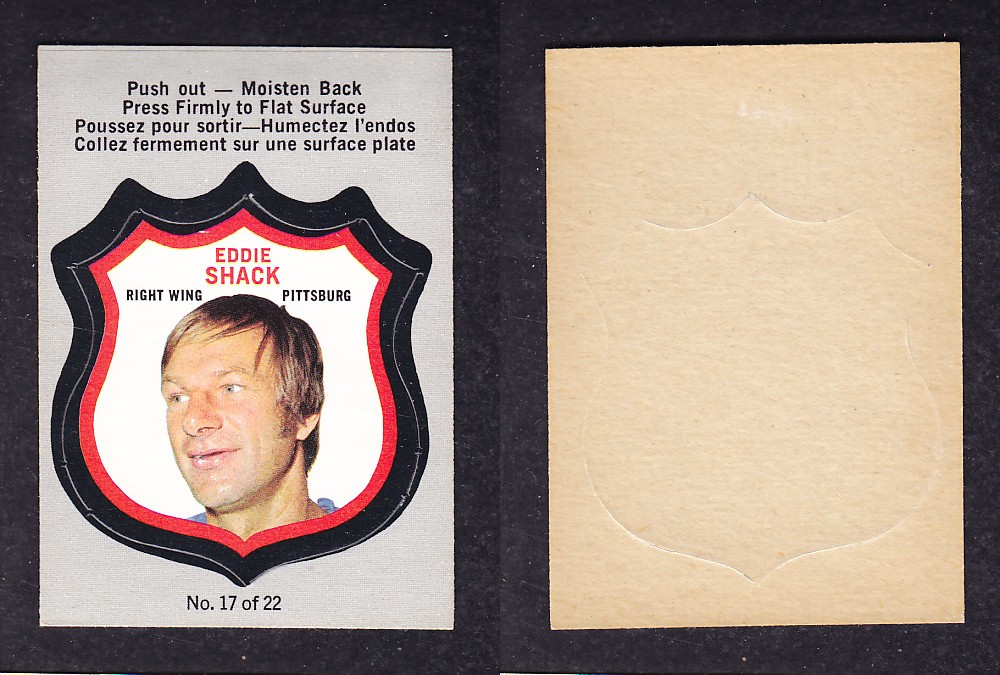 Push out — Moisten Back
Press Firmly to Flat Surface
Poussez pour sortir—Humectez l'endos
Collez fermement sur une surface plate
EDDIE
SHACK
RIGHT WING PITTSBURG
No. 17 of 22